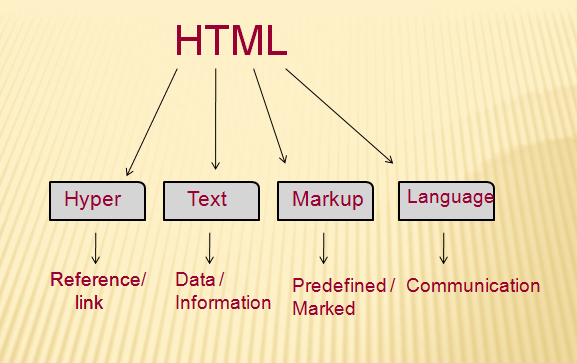 HTML
Hyper
Text
Markup
Language
Reference/
link
Data /
Information
Predefined /
Marked
Communication